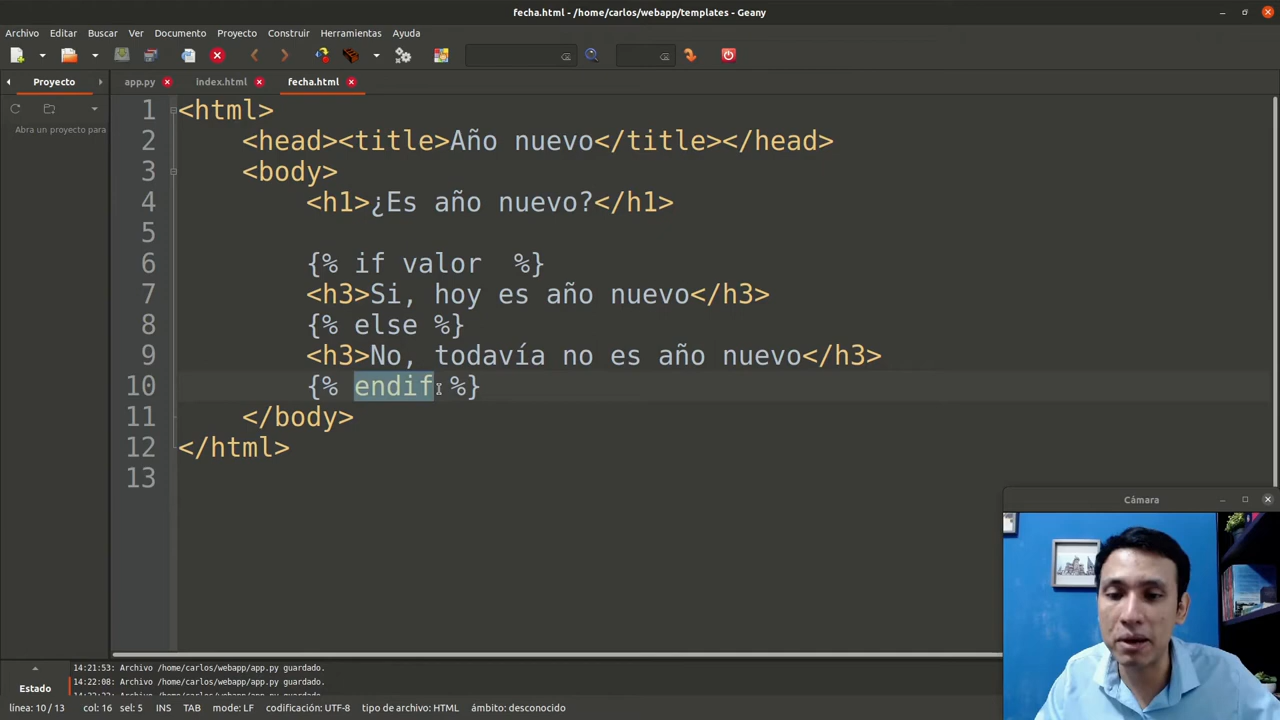 fecha.html - /home/carlos/webapp/templates - Geany
Archivo Editar Buscar Ver Documento Proyecto Construir Herramientas Ayuda
Proyecto app.py index.html fecha.html
Abra un proyecto para
1 <html>
2 <head><title>Año nuevo</title></head>
3 <body>
4 <h1>¿Es año nuevo?</h1>
5
6 {% if valor  %}
7 <h3>Si, hoy es año nuevo</h3>
8 {% else %}
9 <h3>No, todavía no es año nuevo</h3>
10 {% endif %}
11 </body>
12 </html>
13
Cámara
14:21:53: Archivo /home/carlos/webapp/app.py guardado.
14:22:08: Archivo /home/carlos/webapp/app.py guardado.
Estado
línea: 10 / 13 col: 16 sel: 5 INS TAB modo: LF codificación: UTF-8 tipo de archivo: HTML ámbito: desconocido